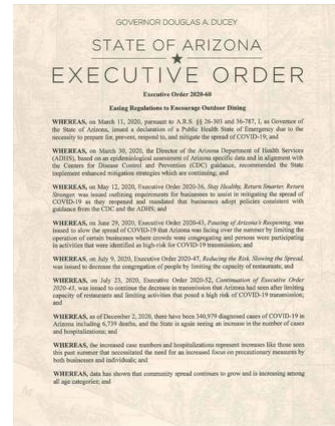 GOVERNOR DOUGLAS A. DUCEY
STATE OF ARIZONA
EXECUTIVE ORDER
Executive Order 2020-60
Easing Regulations to Encourage Outdoor Dining
WHEREAS, on March 11, 2020, pursuant to A.R.S. §§ 26-303 and 36-787, I, as Governor of
the State of Arizona, issued a declaration of a Public Health State of Emergency due to the
necessity to prepare for, prevent, respond to, and mitigate the spread of COVID-19; and
WHEREAS, on March 30, 2020, the Director of the Arizona Department of Health Services
(ADHS), based on an epidemiological assessment of Arizona specific data and in alignment with
the Centers for Disease Control and Prevention (CDC) guidance, recommended the State
implement enhanced mitigation strategies which are continuing; and
WHEREAS, on May 12, 2020, Executive Order 2020-36, Stay Healthy, Return Smarter, Return
Stronger was issued outlining requirements for businesses to assist in mitigating the spread of
COVID-19 as they reopened and mandated that businesses adopt policies consistent with
guidance from the CDC and the ADHS; and
WHEREAS, on June 29, 2020, Executive Order 2020-43, Pausing of Arizona's Reopening, was
issued to slow the spread of COVID-19 that Arizona was facing over the summer by limiting the
operation of certain businesses where crowds were congregating and persons were participating
in activities that were identified as high-risk for COVID-19 transmission; and
WHEREAS, on July 9, 2020, Executive Order 2020-47, Reducing the Risk, Slowing the Spread,
was issued to decrease the congregation of people by limiting the capacity of restaurants; and
WHEREAS, on July 23, 2020, Executive Order 2020-52, Continuation of Executive Order
2020-43, was issued to continue the decrease in transmission that Arizona had seen after limiting
capacity of restaurants and limiting activities that posed a high risk of COVID-19 transmission;
and
WHEREAS, as of December 2, 2020, there have been 340,979 diagnosed cases of COVID-19 in
Arizona including 6,739 deaths, and the State is again seeing an increase in the number of cases
and hospitalizations; and
WHEREAS, the increased case numbers and hospitalizations represent increases like those seen
this past summer that necessitated the need for an increased focus on precautionary measures by
both businesses and individuals; and
WHEREAS, data has shown that community spread continues to grow and is increasing among
all age categories; and